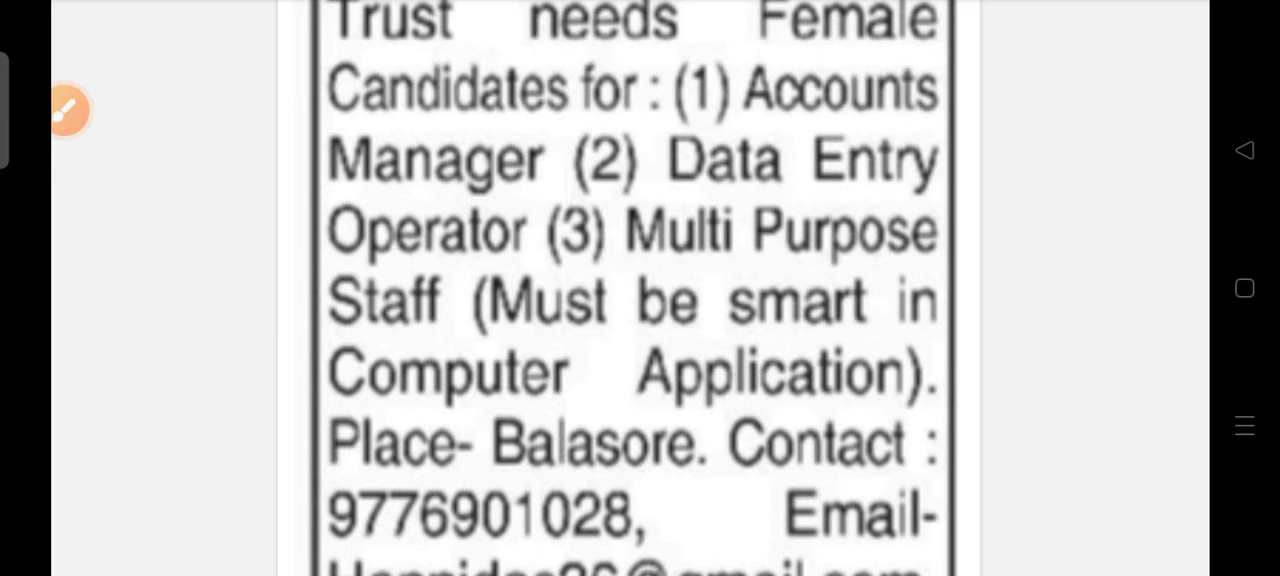 Trust needs Female
Candidates for : (1) Accounts
Manager (2) Data Entry
Operator (3) Multi Purpose
Staff (Must be smart in
Computer Application).
Place- Balasore. Contact :
9776901028, Email-